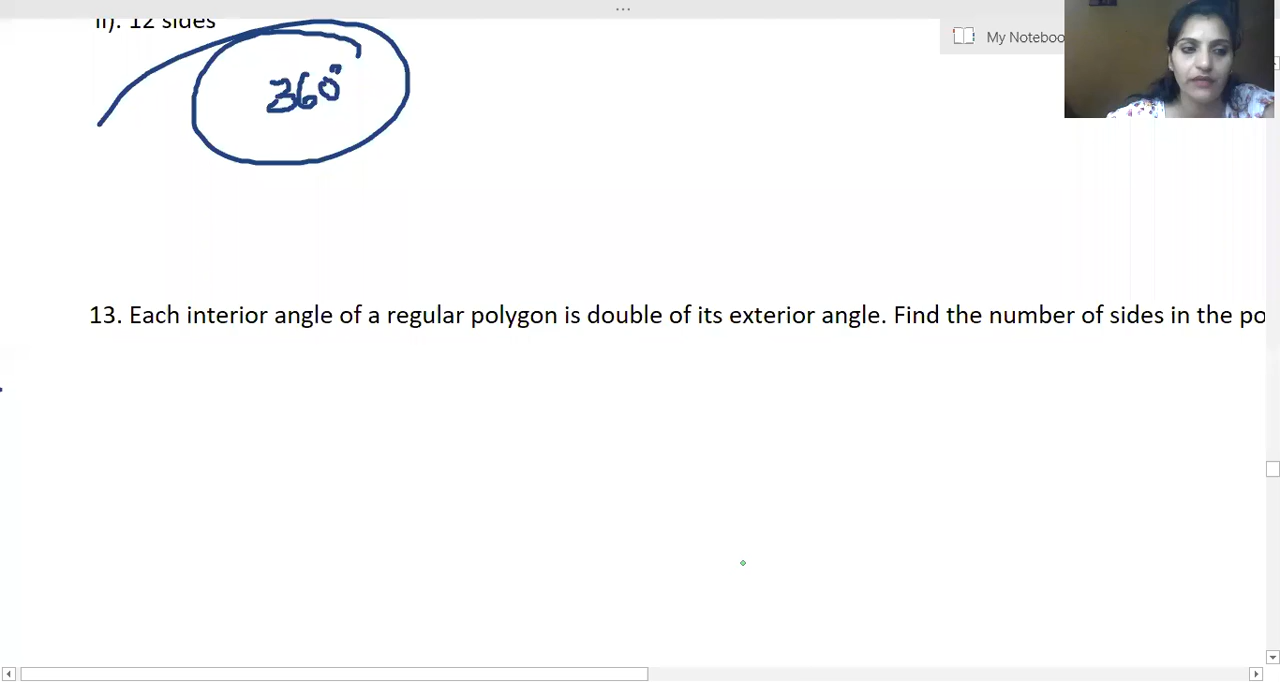 ...
ii). 12 sides
My Noteboo
360°
13. Each interior angle of a regular polygon is double of its exterior angle. Find the number of sides in the po